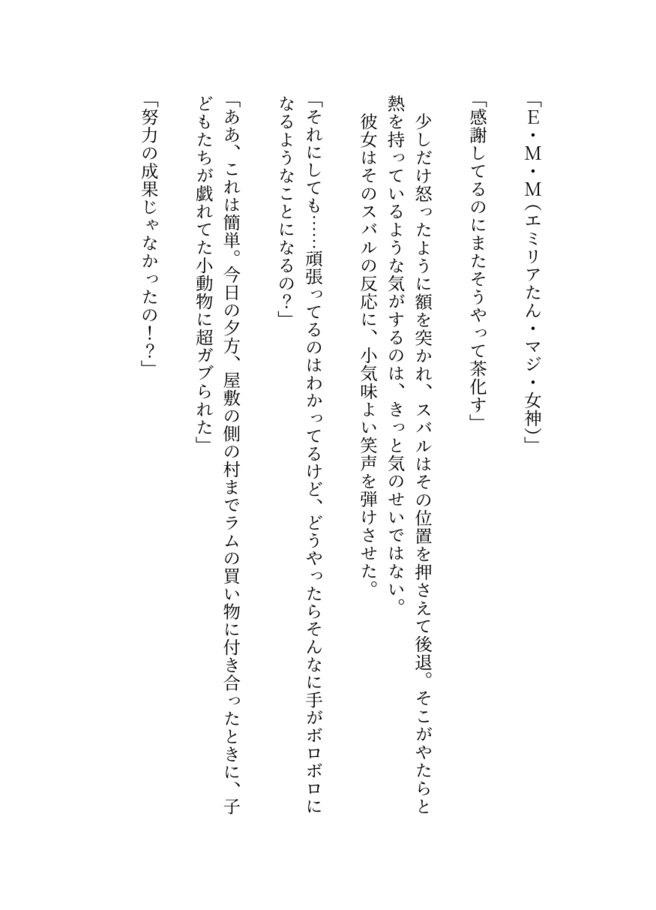 「Ｅ・Ｍ・Ｍ（エミリアたん・マジ・女神）」
「感謝してるのにまたそうやって茶化す」
　少しだけ怒ったように額を突かれ、スバルはその位置を押さえて後退。そこがやたらと
熱を持っているような気がするのは、きっと気のせいではない。
　彼女はそのスバルの反応に、小気味よい笑声を弾けさせた。
「それにしても……頑張ってるのはわかってるけど、どうやったらそんなに手がボロボロに
なるようなことになるの？」
「ああ、これは簡単。今日の夕方、屋敷の側の村までラムの買い物に付き合ったときに、子
どもたちが戯れてた小動物に超ガブられた」
「努力の成果じゃなかったの！？」